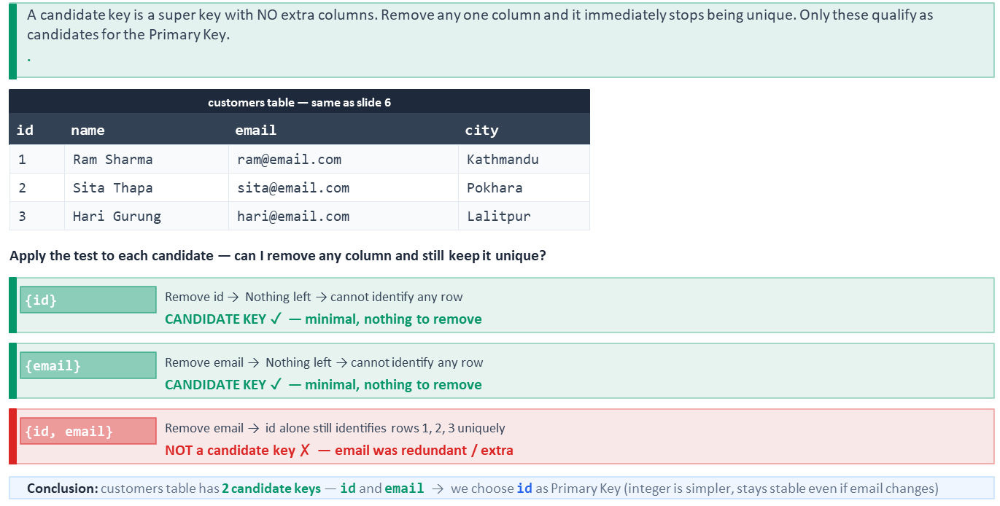 A candidate key is a super key with NO extra columns. Remove any one column and it immediately stops being unique. Only these qualify as
candidates for the Primary Key.
.
customers table — same as slide 6
id name email city
1 Ram Sharma ram@email.com Kathmandu
2 Sita Thapa sita@email.com Pokhara
3 Hari Gurung hari@email.com Lalitpur
Apply the test to each candidate — can I remove any column and still keep it unique?
{id} Remove id → Nothing left → cannot identify any row
CANDIDATE KEY ✓ — minimal, nothing to remove
{email} Remove email → Nothing left → cannot identify any row
CANDIDATE KEY ✓ — minimal, nothing to remove
{id, email} Remove email → id alone still identifies rows 1, 2, 3 uniquely
NOT a candidate key ✗ — email was redundant / extra
Conclusion: customers table has 2 candidate keys — id and email → we choose id as Primary Key (integer is simpler, stays stable even if email changes)